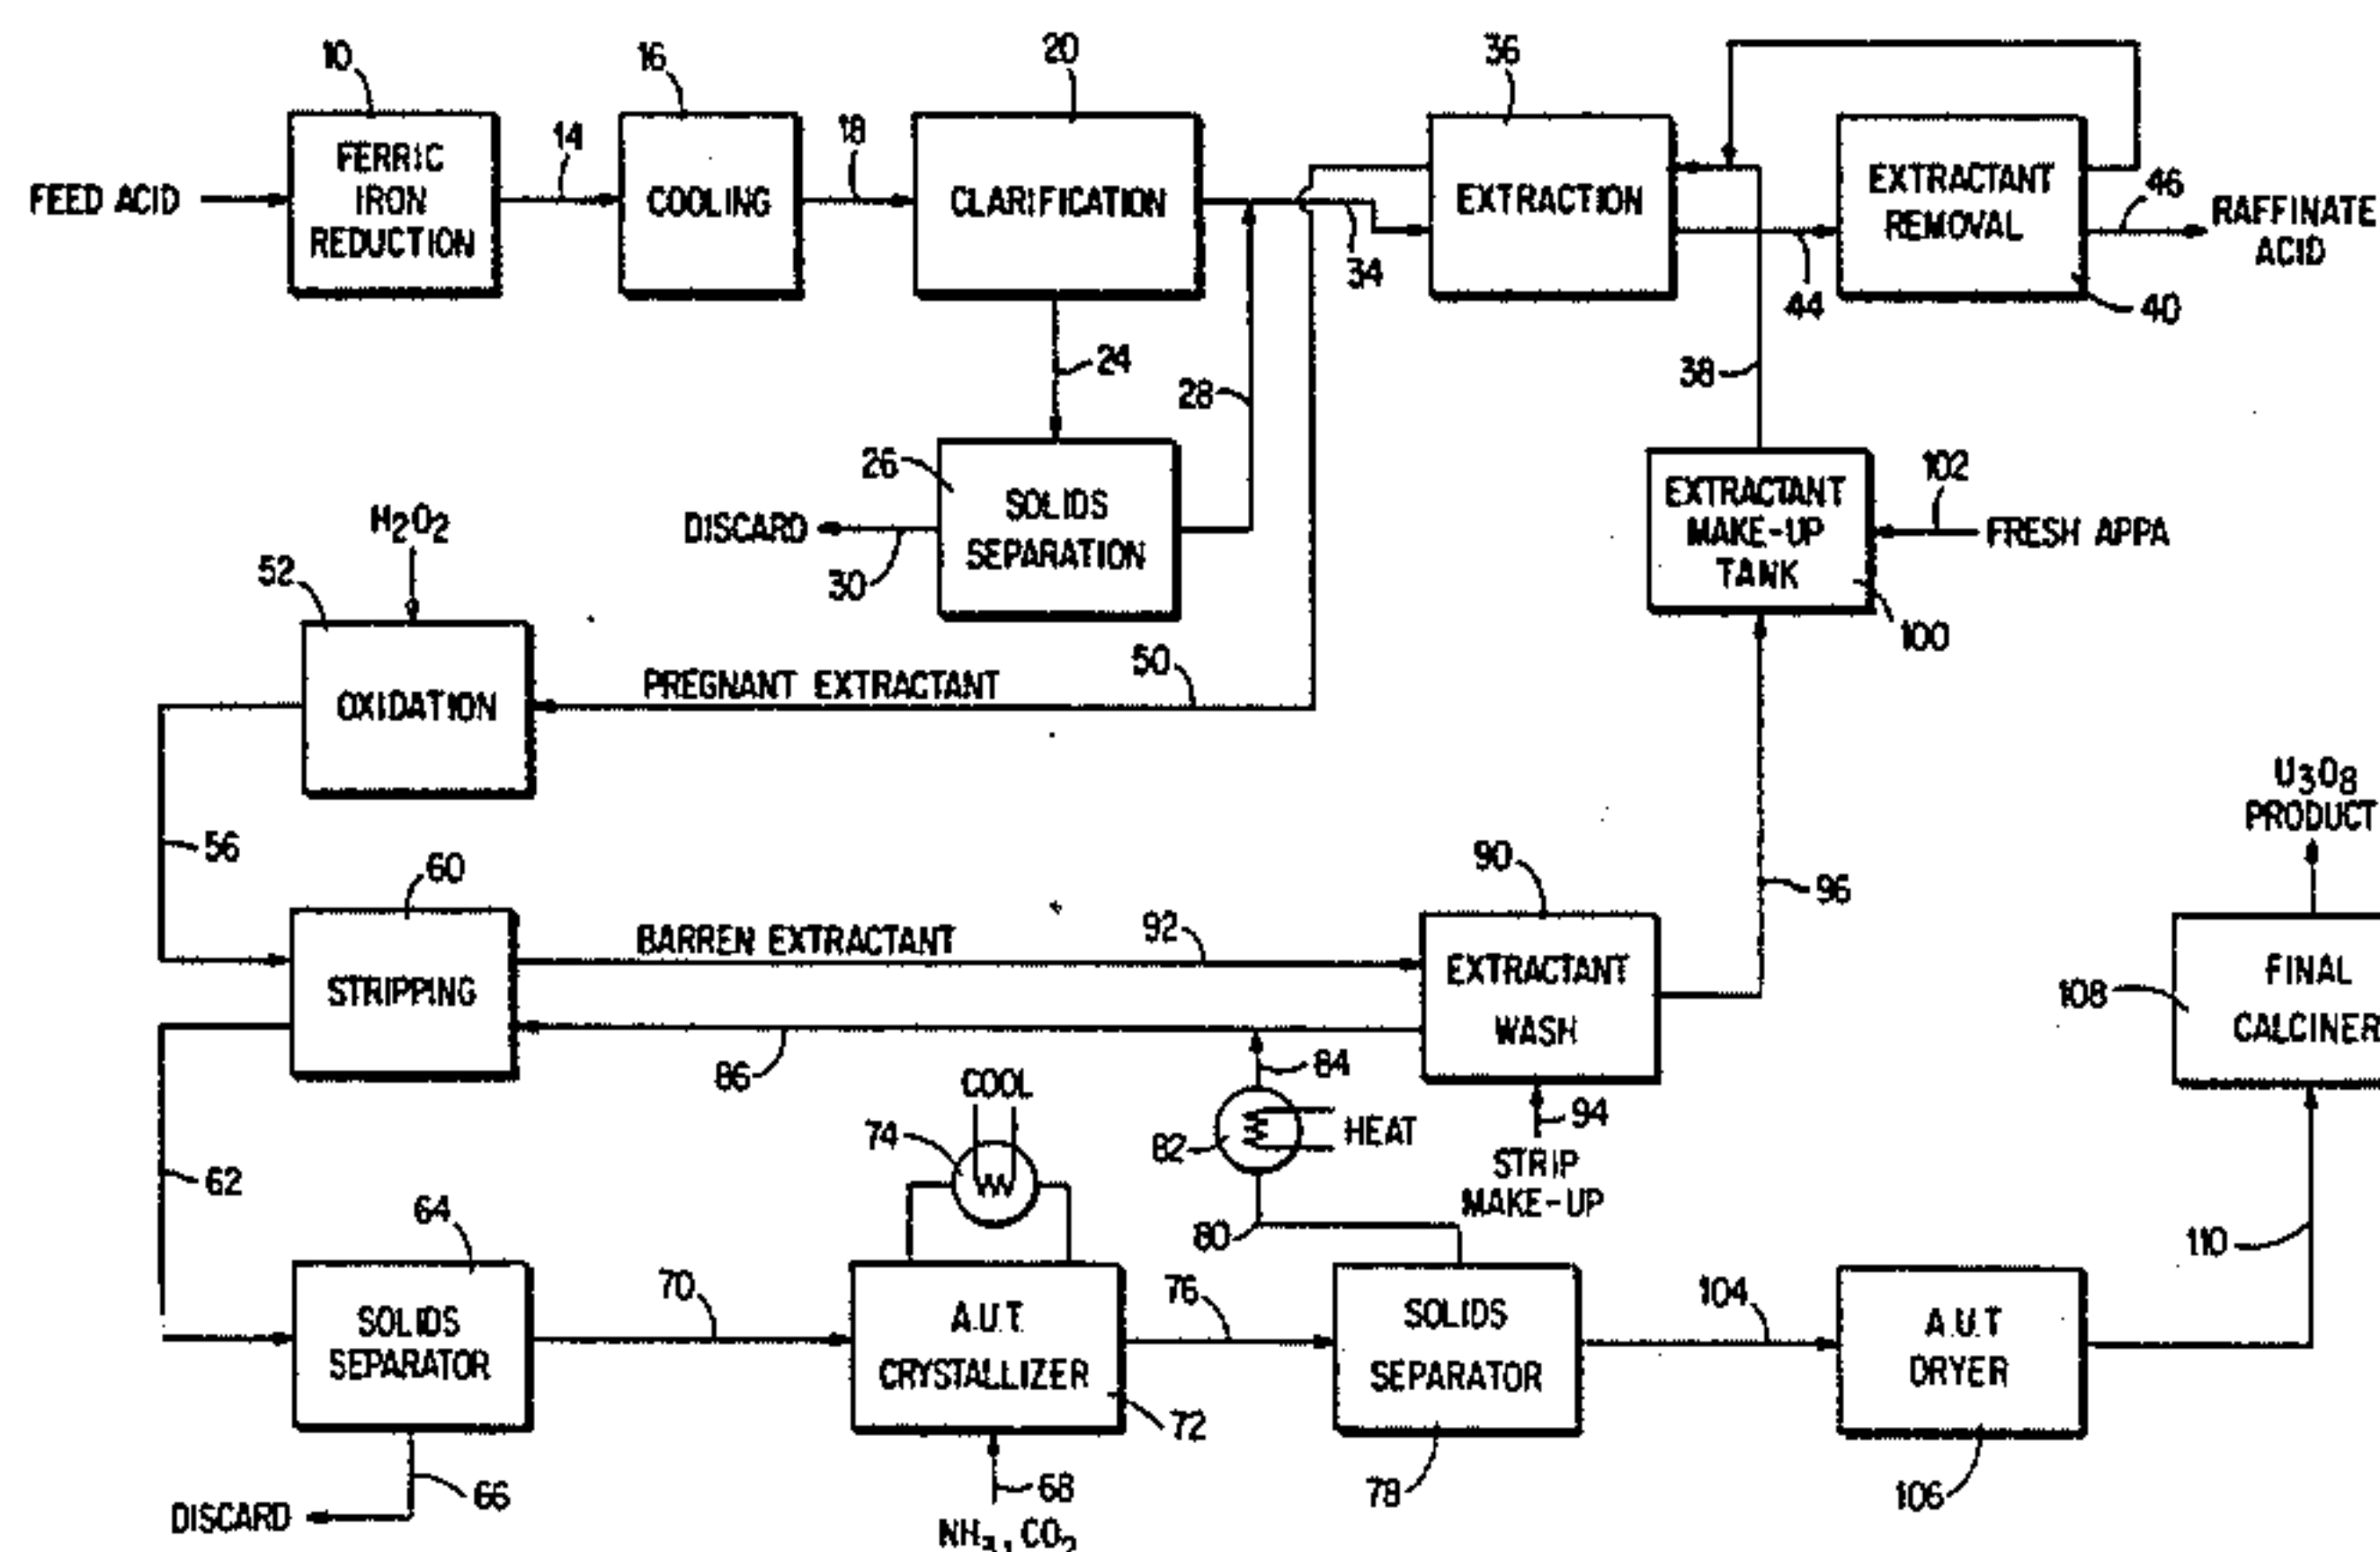 10
16
20
36
14
18
FERRIC
IRON
REDUCTION
COOLING
CLARIFICATION
EXTRACTION
EXTRACTANT
REMOVAL
46
FEED ACID
RAFFINATE
ACID
34
44
40
24
28
38
26
SOLIDS
SEPARATION
DISCARD
30
EXTRACTANT
MAKE-UP
TANK
102
FRESH APPA
100
H2O2
52
OXIDATION
PREGNANT EXTRACTANT
50
U3O8
PRODUCT
56
60
90
96
BARREN EXTRACTANT
92
STRIPPING
EXTRACTANT
WASH
108
FINAL
CALCINER
86
84
COOL
74
82
HEAT
94
STRIP
MAKE-UP
62
64
80
110
SOLIDS
SEPARATOR
70
A.U.T.
CRYSTALLIZER
72
76
SOLIDS
SEPARATOR
78
104
A.U.T
DRYER
106
66
DISCARD
68
NH3, CO2